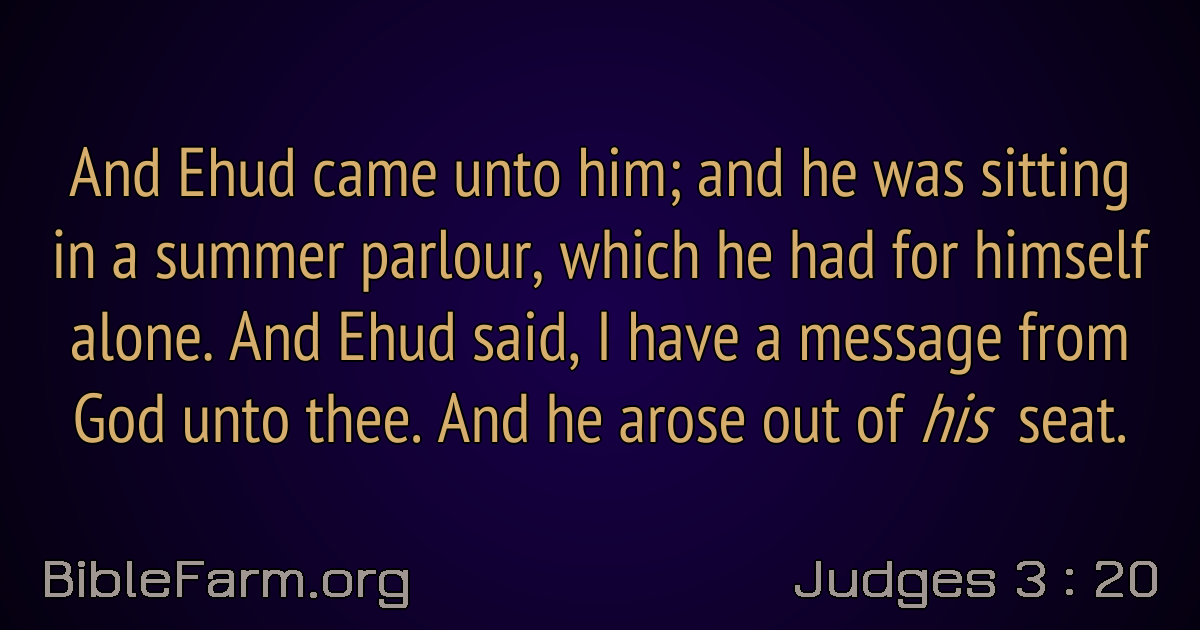 And Ehud came unto him; and he was sitting
in a summer parlour, which he had for himself
alone. And Ehud said, I have a message from
God unto thee. And he arose out of his seat.
BibleFarm.org
Judges 3 : 20